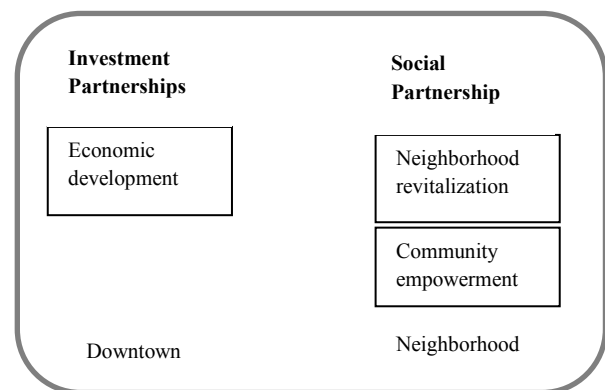 Investment
Partnerships
Economic
development
Downtown
Social
Partnership
Neighborhood
revitalization
Community
empowerment
Neighborhood